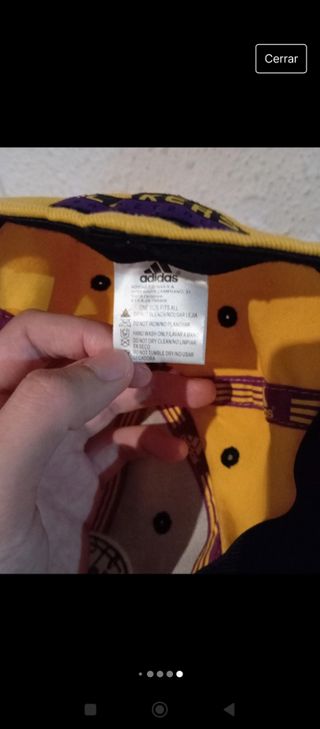 Cerrar
LAKERS
adidas
ONE SIZE FITS ALL
DO NOT BLEACH/NO USAR LEJIA
DO NOT IRON/NO PLANCHAR
HAND WASH ONLY/LAVAR A MANO
DO NOT DRY CLEAN/NO LIMPIAR
EN SECO
DO NOT TUMBLE DRY/NO USAR
SECADORA